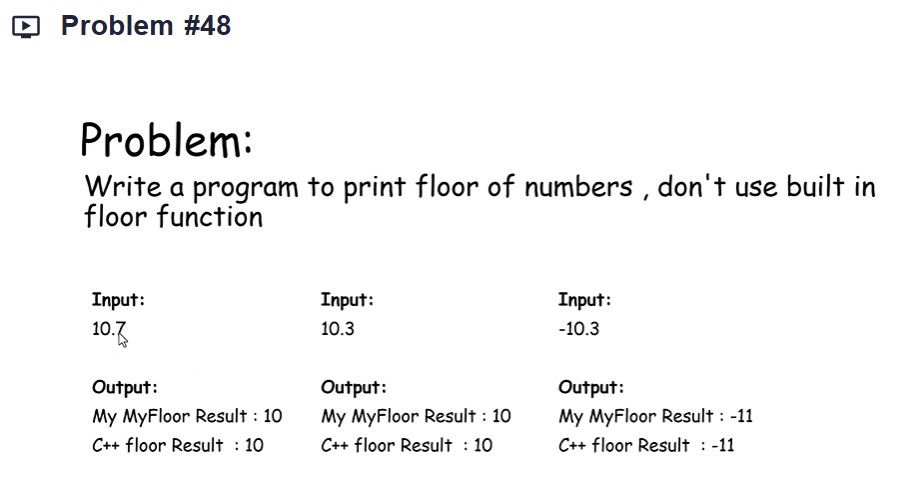 Problem #48
Problem:
Write a program to print floor of numbers , don't use built in
floor function
Input:
10.7
Output:
My MyFloor Result : 10
C++ floor Result : 10
Input:
10.3
Output:
My MyFloor Result : 10
C++ floor Result : 10
Input:
-10.3
Output:
My MyFloor Result : -11
C++ floor Result : -11